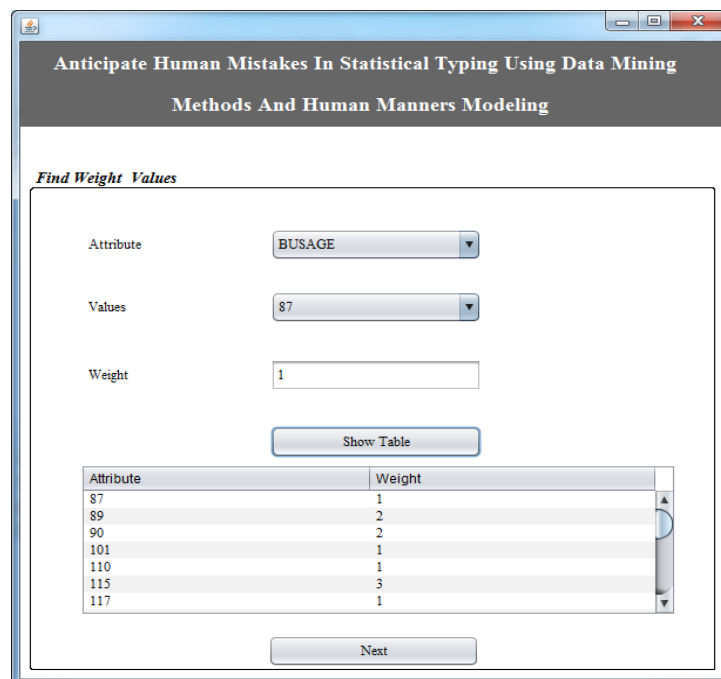 Anticipate Human Mistakes In Statistical Typing Using Data Mining
Methods And Human Manners Modeling
Find Weight Values
Attribute BUSAGE
Values 87
Weight 1
Show Table
Attribute Weight
87 1
89 2
90 2
101 1
110 1
115 3
117 1
Next